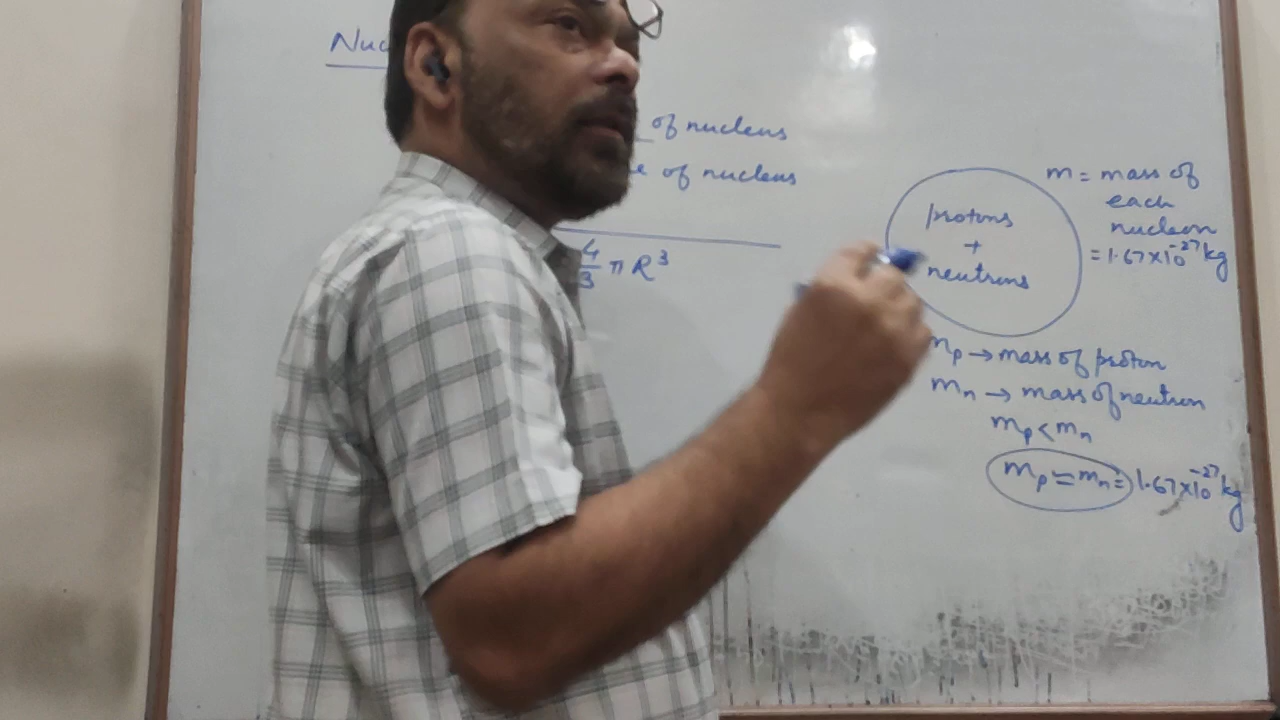 Nuc
of nucleus
e of nucleus
4/3 π R³
protons
+
neutrons
m = mass of
each
nucleon
= 1.67×10⁻²⁷ kg
mp → mass of proton
mn → mass of neutron
mp < mn
mp ≃ mn = 1.67×10⁻²⁷ kg